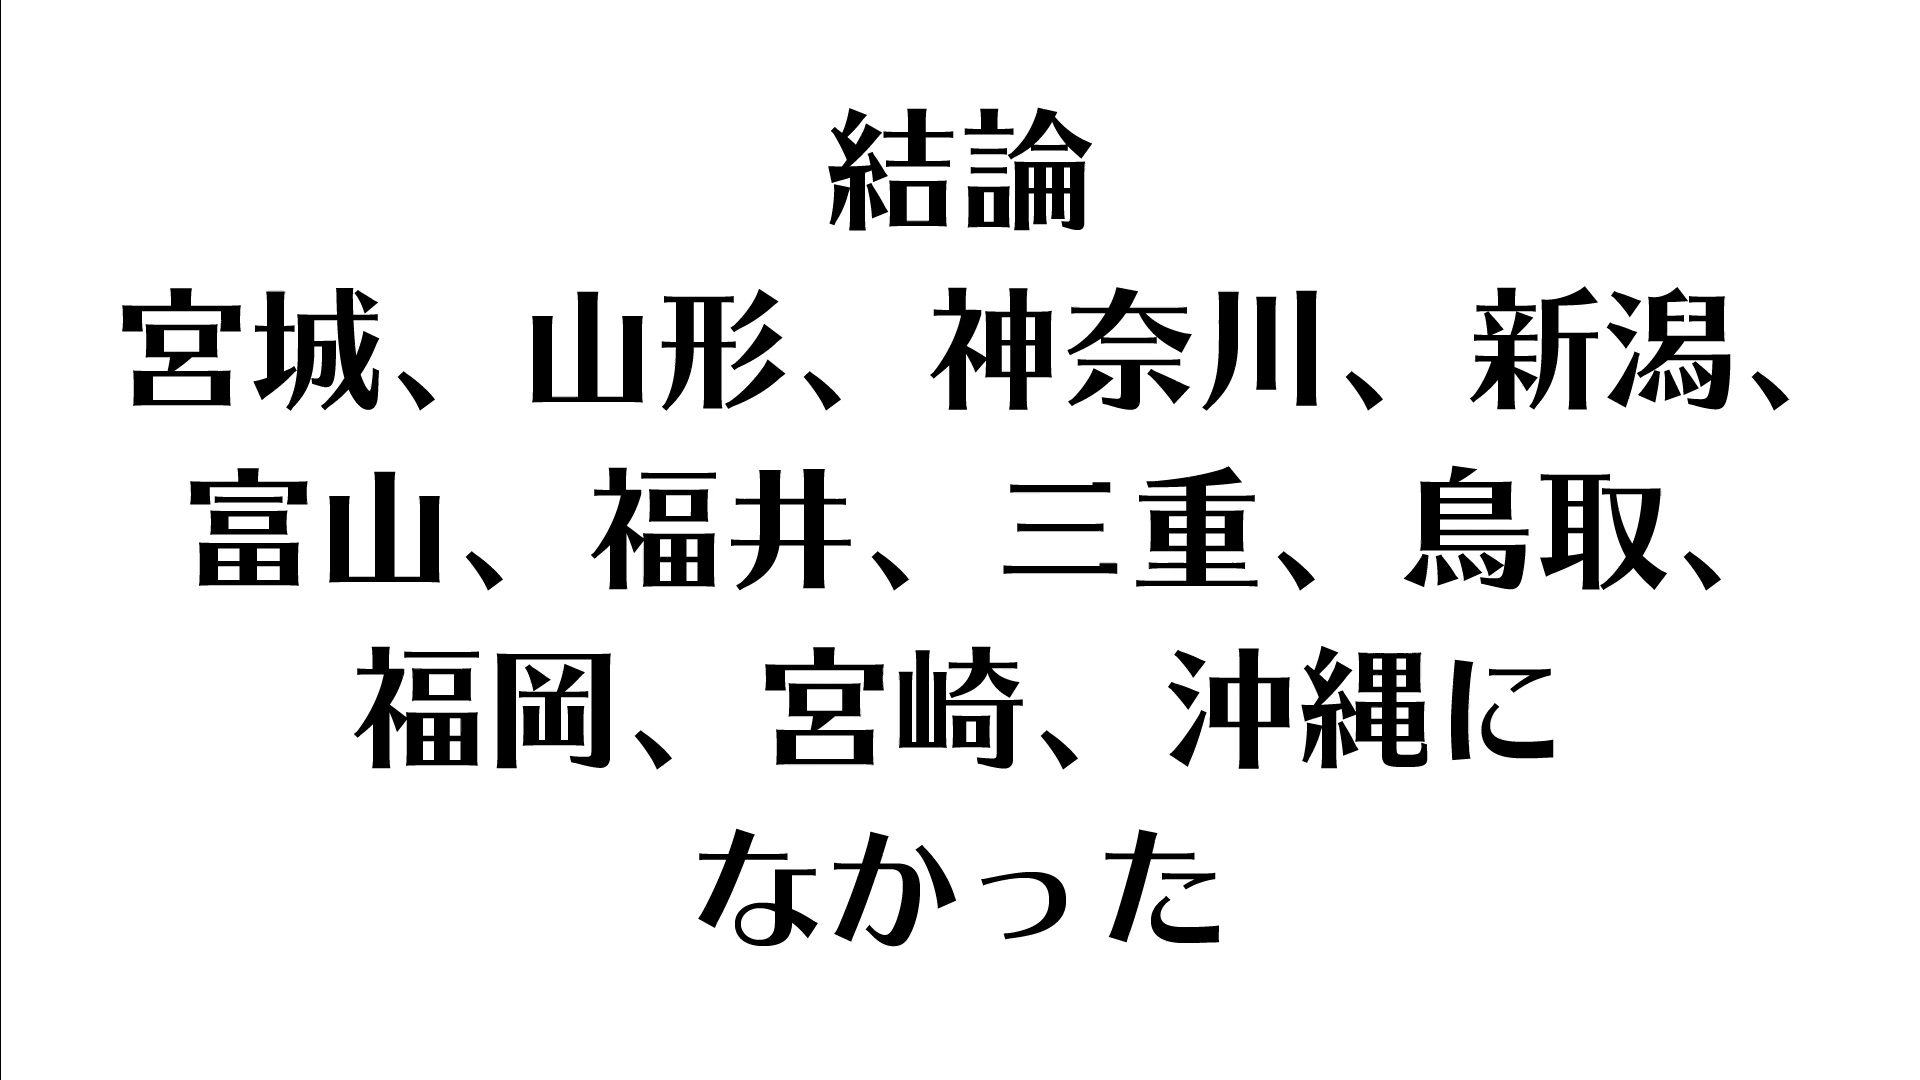 結論
宮城、山形、神奈川、新潟、
富山、福井、三重、鳥取、
福岡、宮崎、沖縄に
なかった